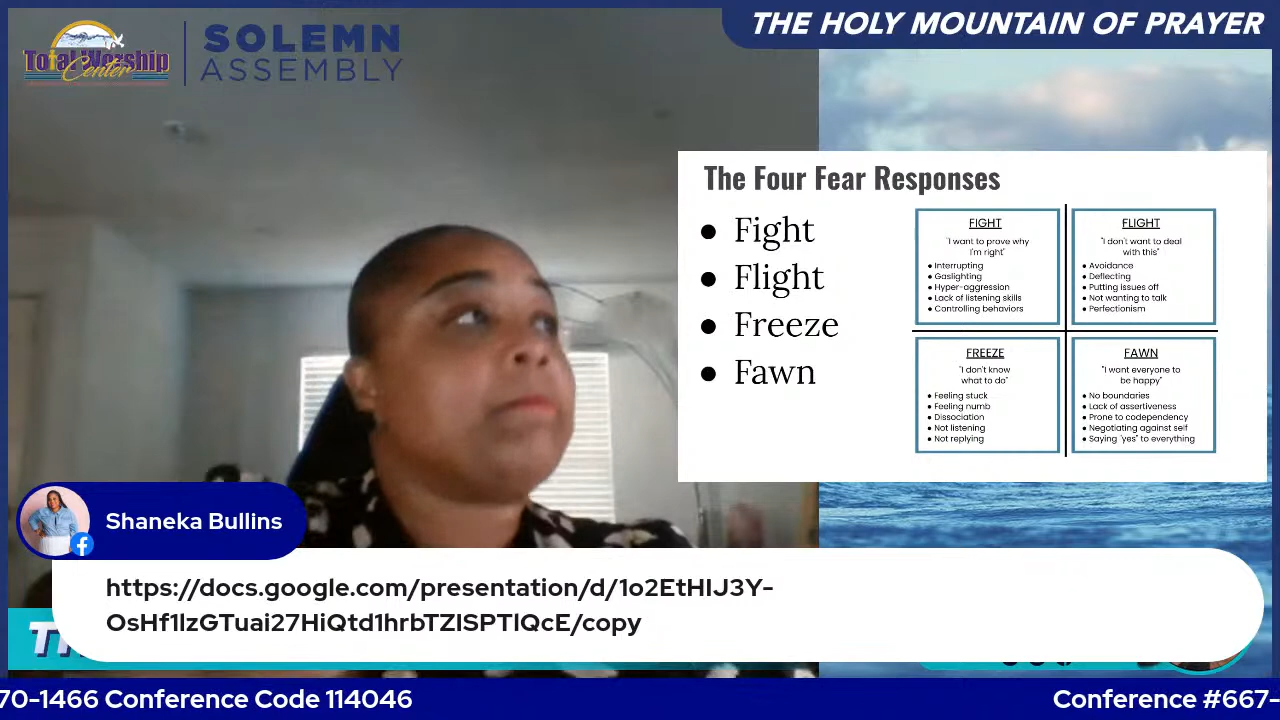 THE HOLY MOUNTAIN OF PRAYER
Total Worship
Center
SOLEMN
ASSEMBLY
The Four Fear Responses
● Fight
● Flight
● Freeze
● Fawn
FIGHT
"I want to prove why
I'm right"
● Interrupting
● Gaslighting
● Hyper-aggression
● Lack of listening skills
● Controlling behaviors
FLIGHT
"I don't want to deal
with this"
● Avoidance
● Deflecting
● Putting issues off
● Not wanting to talk
● Perfectionism
FREEZE
"I don't know
what to do"
● Feeling stuck
● Feeling numb
● Dissociation
● Not listening
● Not replying
FAWN
"I want everyone to
be happy"
● No boundaries
● Lack of assertiveness
● Prone to codependency
● Negotiating against self
● Saying "yes" to everything
Shaneka Bullins
https://docs.google.com/presentation/d/1o2EtHIJ3Y-
OsHf1lzGTuai27HiQtd1hrbTZlSPTlQcE/copy
70-1466 Conference Code 114046
Conference #667-